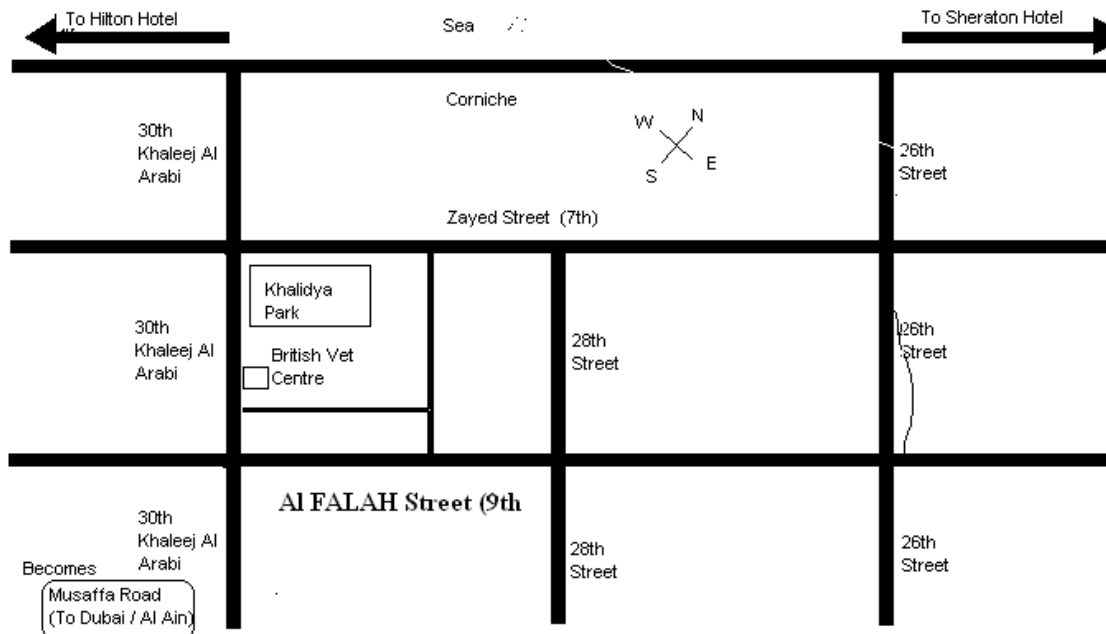 To Hilton Hotel
Sea
To Sheraton Hotel
Corniche
W
N
S
E
30th
Khaleej Al
Arabi
26th
Street
Zayed Street (7th)
Khalidya
Park
30th
Khaleej Al
Arabi
British Vet
Centre
28th
Street
26th
Street
Al FALAH Street (9th
30th
Khaleej Al
Arabi
28th
Street
26th
Street
Becomes
Musaffa Road
(To Dubai / Al Ain)